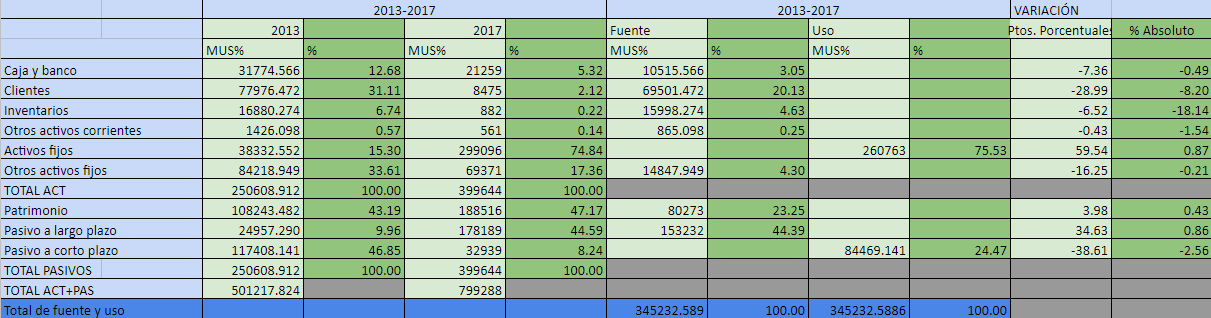 2013-2017 2013-2017 VARIACIÓN
2013 2017 Fuente Uso Ptos. Porcentuales % Absoluto
MUS% % MUS% % MUS% % MUS% %
Caja y banco 31774.566 12.68 21259 5.32 10515.566 3.05 -7.36 -0.49
Clientes 77976.472 31.11 8475 2.12 69501.472 20.13 -28.99 -8.20
Inventarios 16880.274 6.74 882 0.22 15998.274 4.63 -6.52 -18.14
Otros activos corrientes 1426.098 0.57 561 0.14 865.098 0.25 -0.43 -1.54
Activos fijos 38332.552 15.30 299096 74.84 260763 75.53 59.54 0.87
Otros activos fijos 84218.949 33.61 69371 17.36 14847.949 4.30 -16.25 -0.21
TOTAL ACT 250608.912 100.00 399644 100.00
Patrimonio 108243.482 43.19 188516 47.17 80273 23.25 3.98 0.43
Pasivo a largo plazo 24957.290 9.96 178189 44.59 153232 44.39 34.63 0.86
Pasivo a corto plazo 117408.141 46.85 32939 8.24 84469.141 24.47 -38.61 -2.56
TOTAL PASIVOS 250608.912 100.00 399644 100.00
TOTAL ACT+PAS 501217.824 799288
Total de fuente y uso 345232.589 100.00 345232.5886 100.00